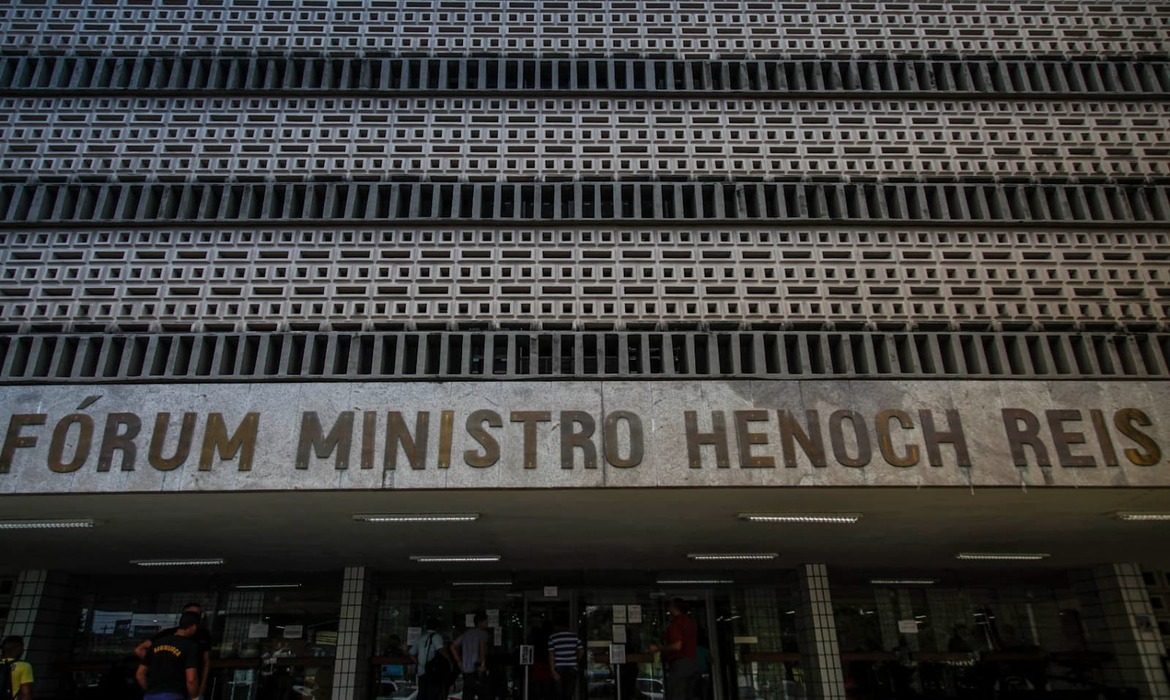 FÓRUM MINISTRO HENOCH REIS